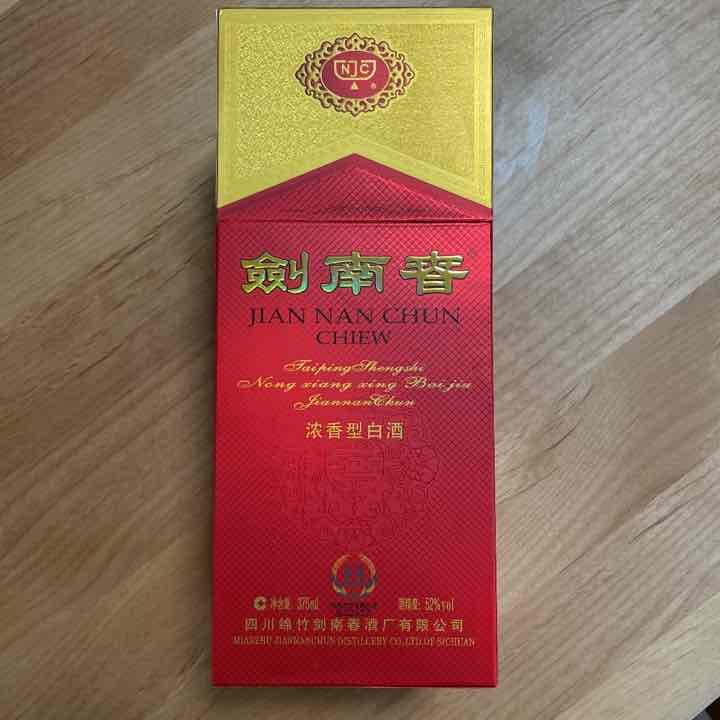 JNC
®
劍南春®
JIAN NAN CHUN
CHIEW
TaipingShengshi
Nong xiang xing Bai jiu
JiannanChun
浓香型白酒
C 净含量: 375ml 酒精度: 52%vol
四川绵竹剑南春酒厂有限公司
MIANZHU JIANNANCHUN DISTILLERY CO.,LTD.OF SICHUAN